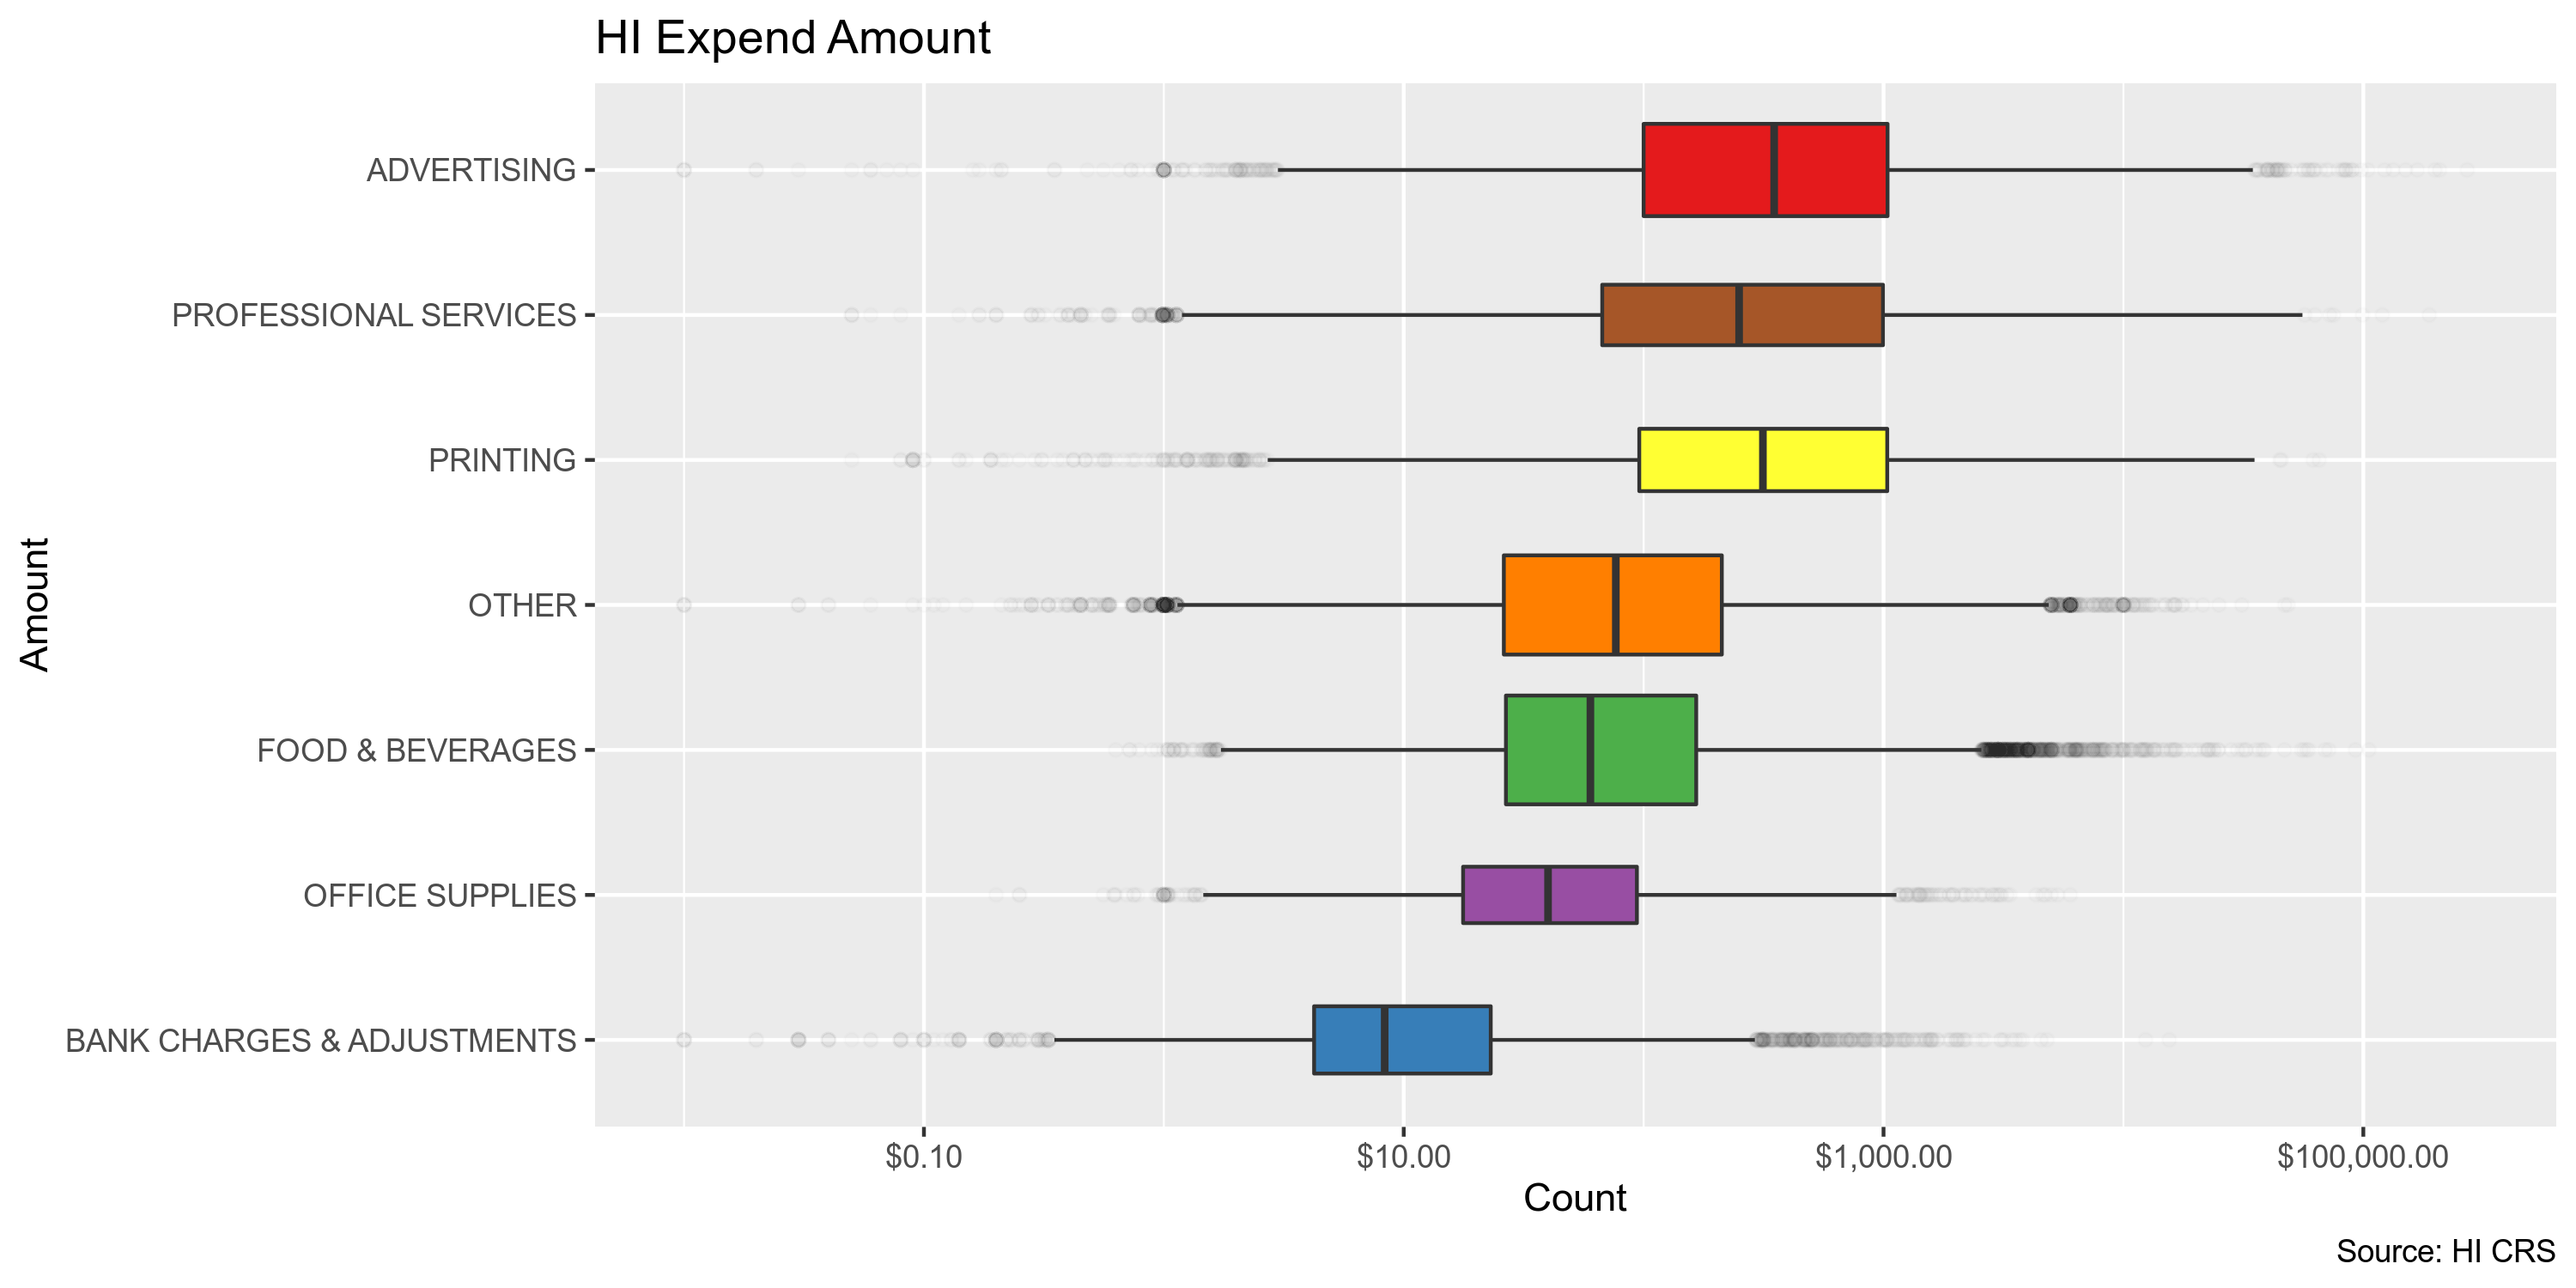 HI Expend Amount
ADVERTISING
PROFESSIONAL SERVICES
PRINTING
OTHER
FOOD & BEVERAGES
OFFICE SUPPLIES
BANK CHARGES & ADJUSTMENTS
Amount
$0.10 $10.00 $1,000.00 $100,000.00
Count
Source: HI CRS